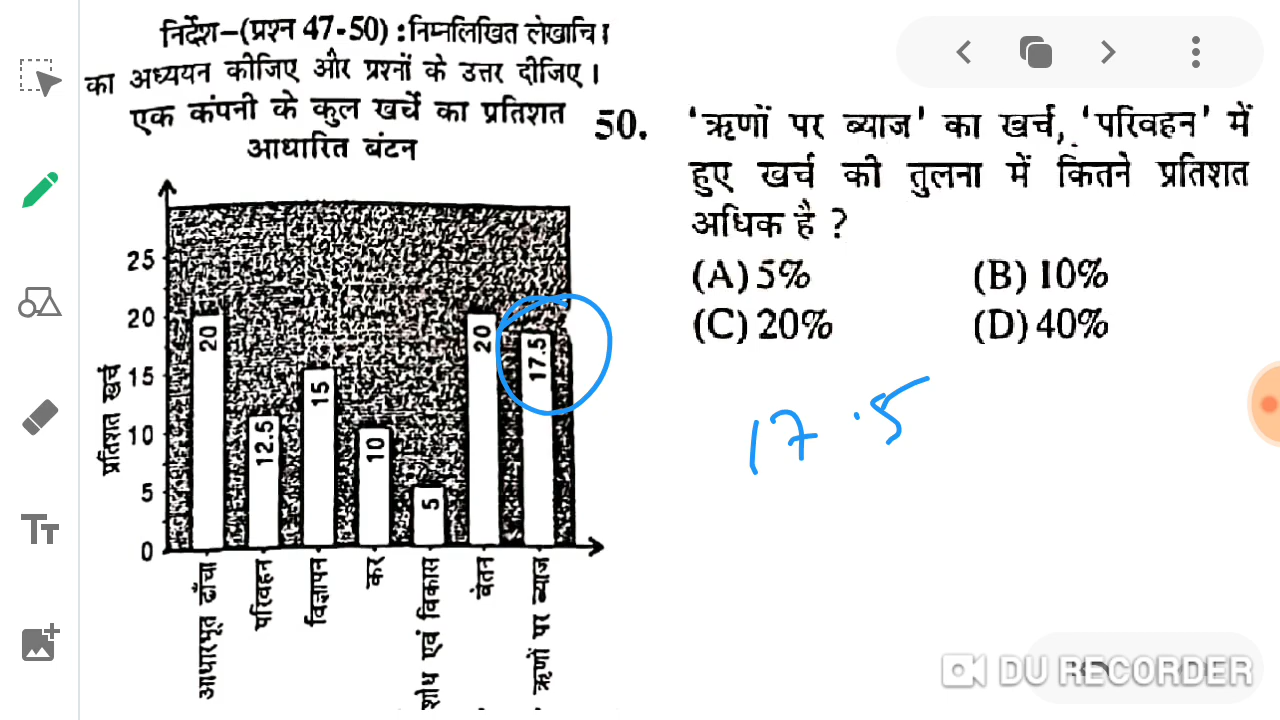 निर्देश–(प्रश्न 47-50) : निम्नलिखित लेखाचि
का अध्ययन कीजिए और प्रश्नों के उत्तर दीजिए ।
एक कंपनी के कुल खर्चे का प्रतिशत
आधारित बंटन
प्रतिशत खर्च
25
20
15
10
5
0
20
12.5
15
10
5
20
17.5
आधारभूत ढाँचा
परिवहन
विज्ञापन
कर
शोध एवं विकास
वेतन
ऋणों पर ब्याज
50. 'ऋणों पर ब्याज' का खर्च, 'परिवहन' में
हुए खर्च की तुलना में कितने प्रतिशत
अधिक है ?
(A) 5% (B) 10%
(C) 20% (D) 40%
17.5
Tт
DU RECORDER